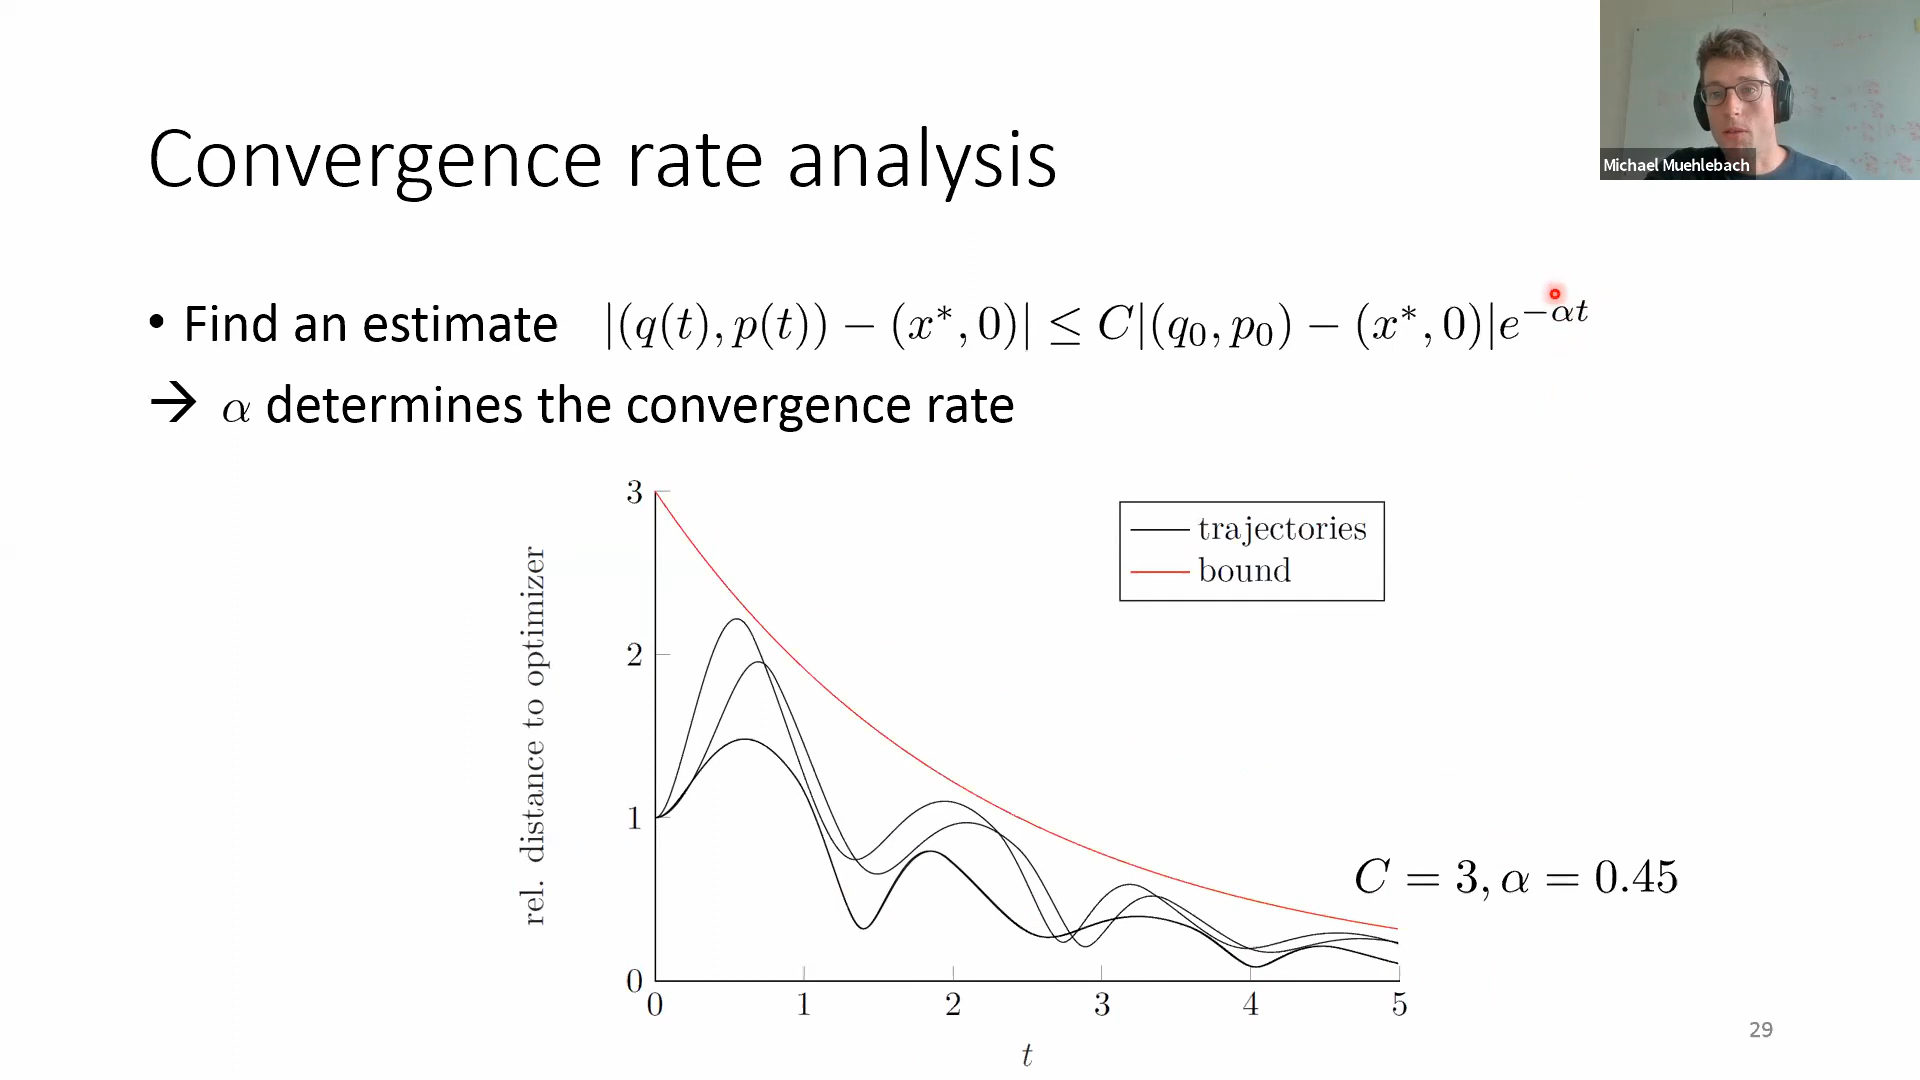 Michael Muehlebach
Convergence rate analysis
• Find an estimate |(q(t), p(t)) − (x*, 0)| ≤ C|(q₀, p₀) − (x*, 0)|e^{−αt}
→ α determines the convergence rate
rel. distance to optimizer
3
2
1
0
trajectories
bound
C = 3, α = 0.45
0 1 2 3 4 5
t
29